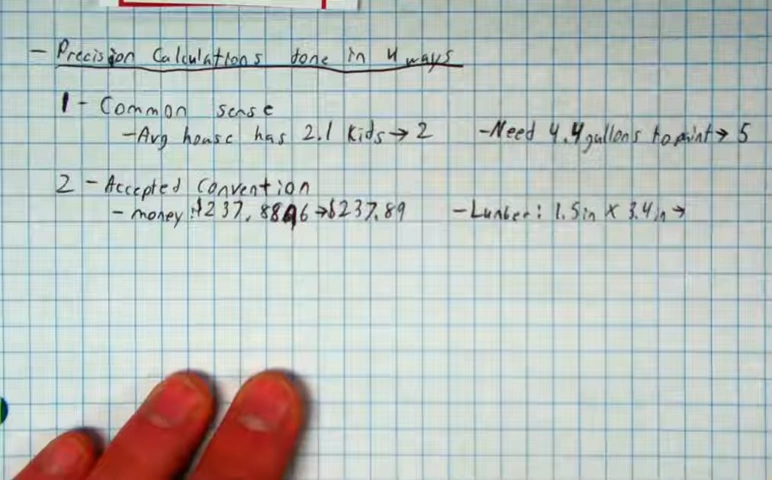 - Precision Calculations done in 4 ways
1 - Common sense
- Avg house has 2.1 kids → 2 - Need 4.4 gallons to paint → 5
2 - Accepted Convention
- money: $237.8896 → $237.89 - Lumber: 1.5in X 3.4in →